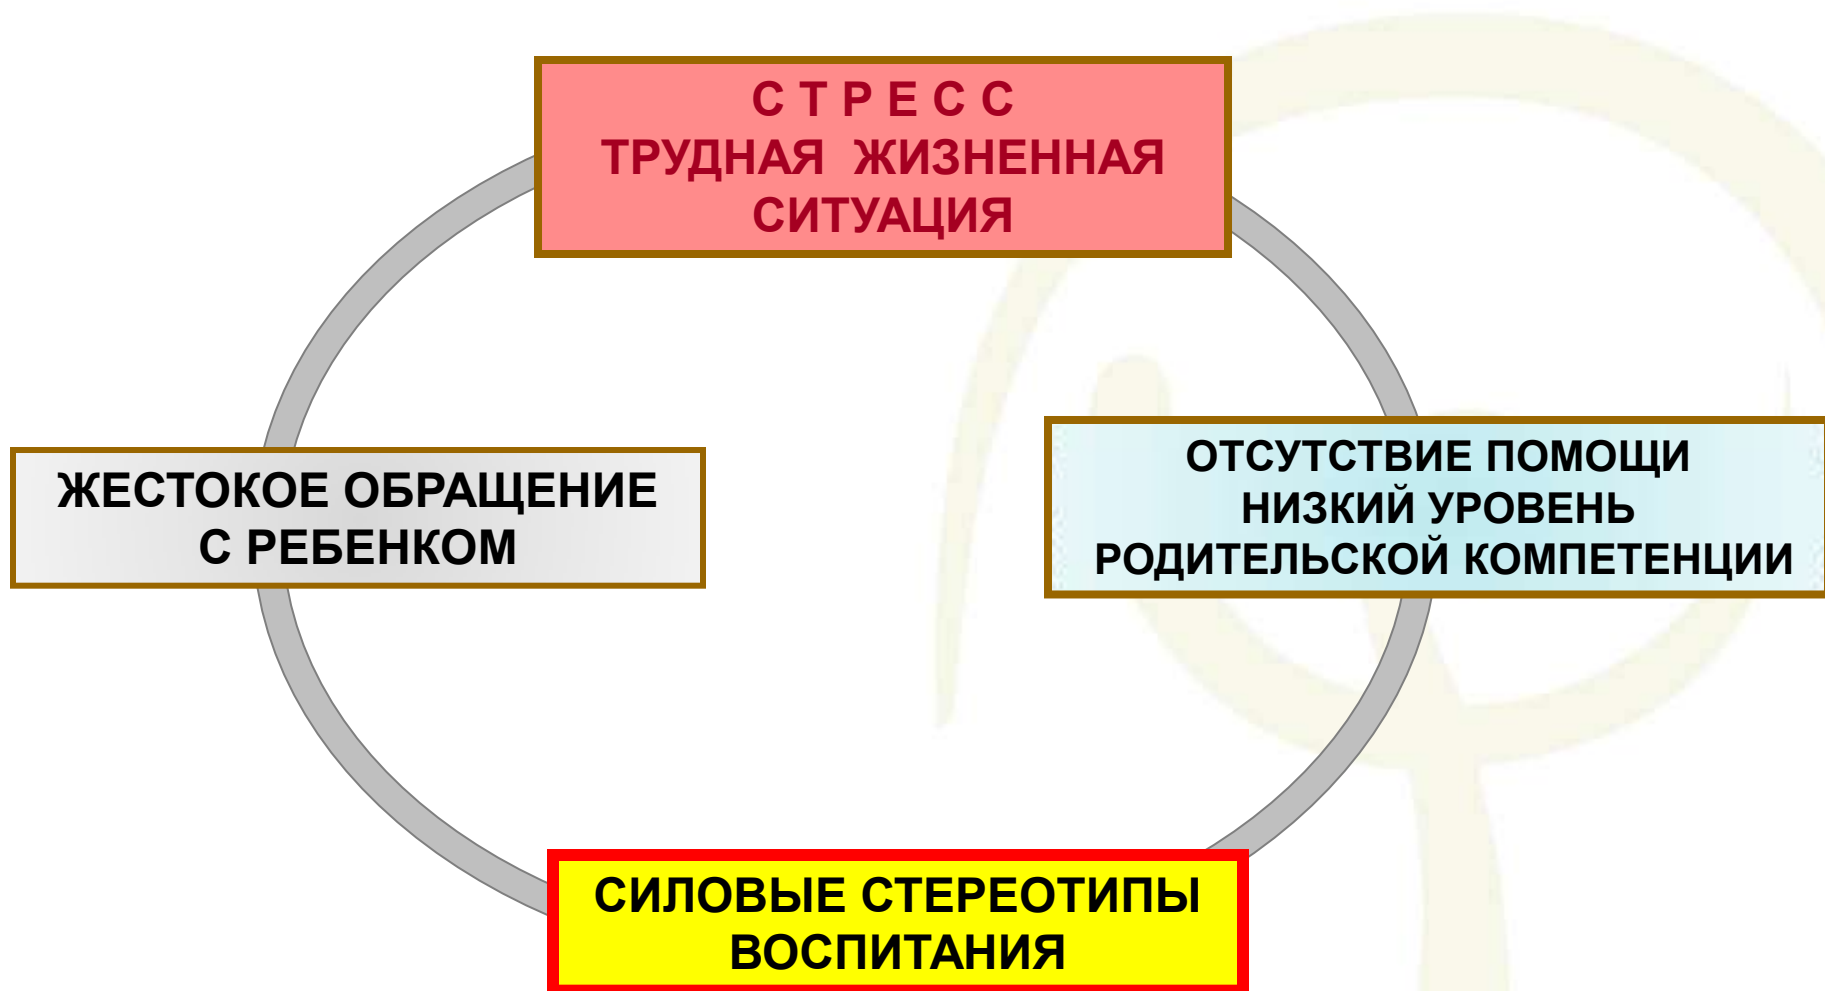 С Т Р Е С С
ТРУДНАЯ ЖИЗНЕННАЯ
СИТУАЦИЯ
ЖЕСТОКОЕ ОБРАЩЕНИЕ
С РЕБЕНКОМ
ОТСУТСТВИЕ ПОМОЩИ
НИЗКИЙ УРОВЕНЬ
РОДИТЕЛЬСКОЙ КОМПЕТЕНЦИИ
СИЛОВЫЕ СТЕРЕОТИПЫ
ВОСПИТАНИЯ